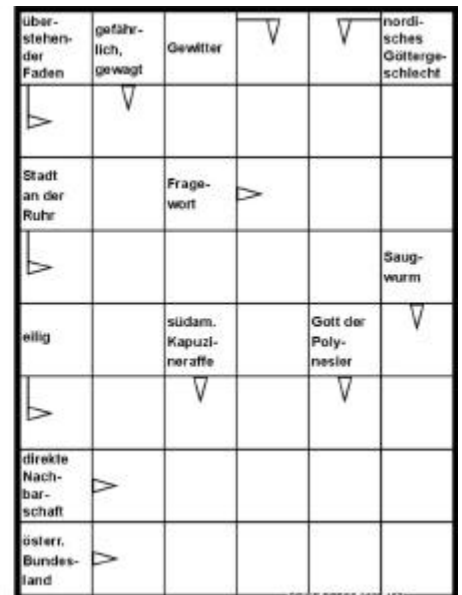 über-
stehen-
der
Faden
gefähr-
lich,
gewagt
Gewitter
nordi-
sches
Götterge-
schlecht
Stadt
an der
Ruhr
Frage-
wort
Saug-
wurm
eilig
südam.
Kapuzi-
neraffe
Gott der
Poly-
nesier
direkte
Nach-
bar-
schaft
österr.
Bundes-
land